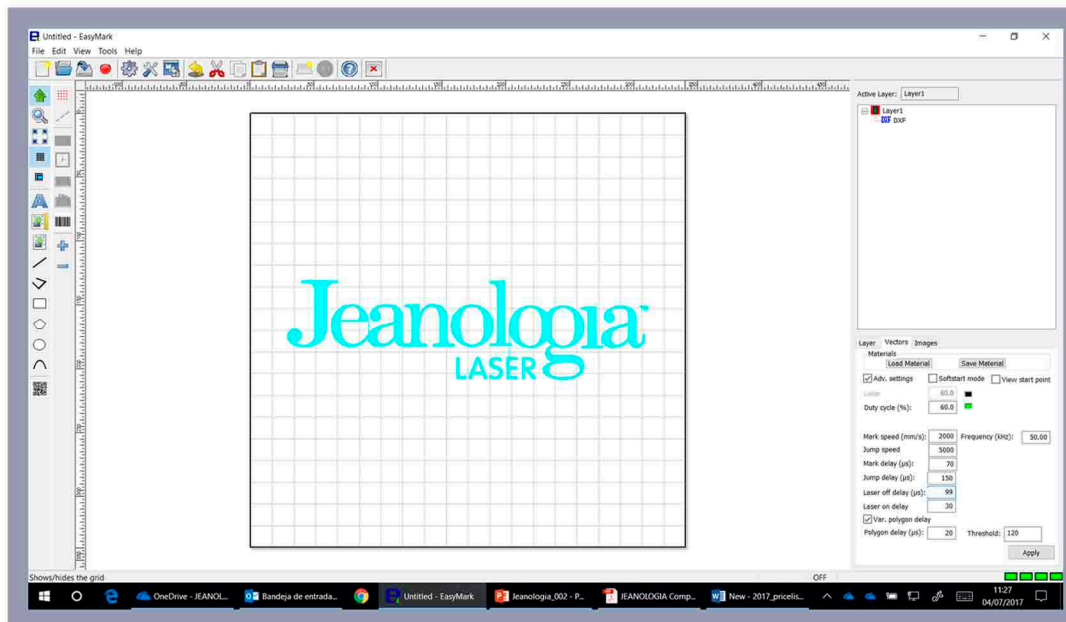 Untitled - EasyMark
File Edit View Tools Help
Active Layer: Layer1
Layer1
DXF DXF
Jeanologia
LASER
Layer Vectors Images
Materials
Load Material Save Material
Adv. settings Softstart mode View start point
60.0
Duty cycle (%): 60.0
Mark speed (mm/s): 2000 Frequency (kHz): 50.00
Jump speed 5000
Mark delay (µs): 70
Jump delay (µs): 150
Laser off delay (µs): 99
Laser on delay 30
Var. polygon delay
Polygon delay (µs): 20 Threshold: 120
Apply
Shows/hides the grid OFF
OneDrive - JEANOL... Bandeja de entrada... Untitled - EasyMark Jeanologia_002 - P... JEANOLOGIA Comp... New - 2017_pricelis...
11:27
04/07/2017